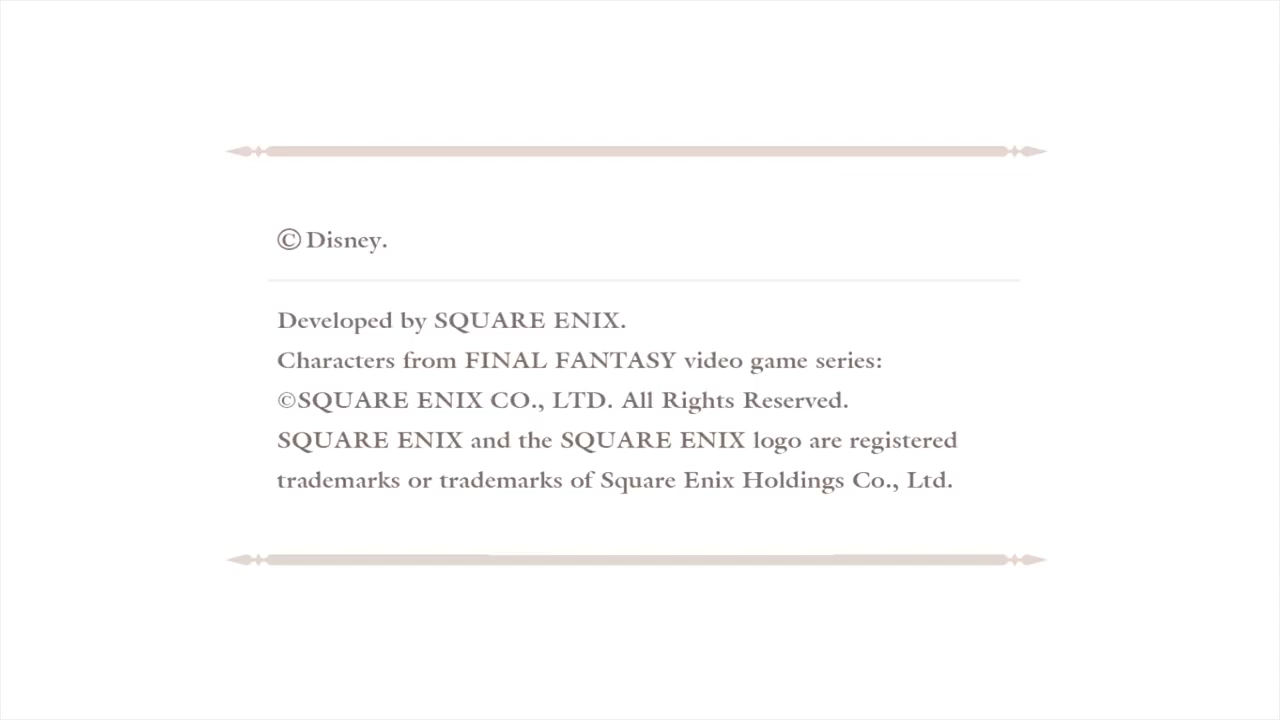 © Disney.
Developed by SQUARE ENIX.
Characters from FINAL FANTASY video game series:
©SQUARE ENIX CO., LTD. All Rights Reserved.
SQUARE ENIX and the SQUARE ENIX logo are registered
trademarks or trademarks of Square Enix Holdings Co., Ltd.